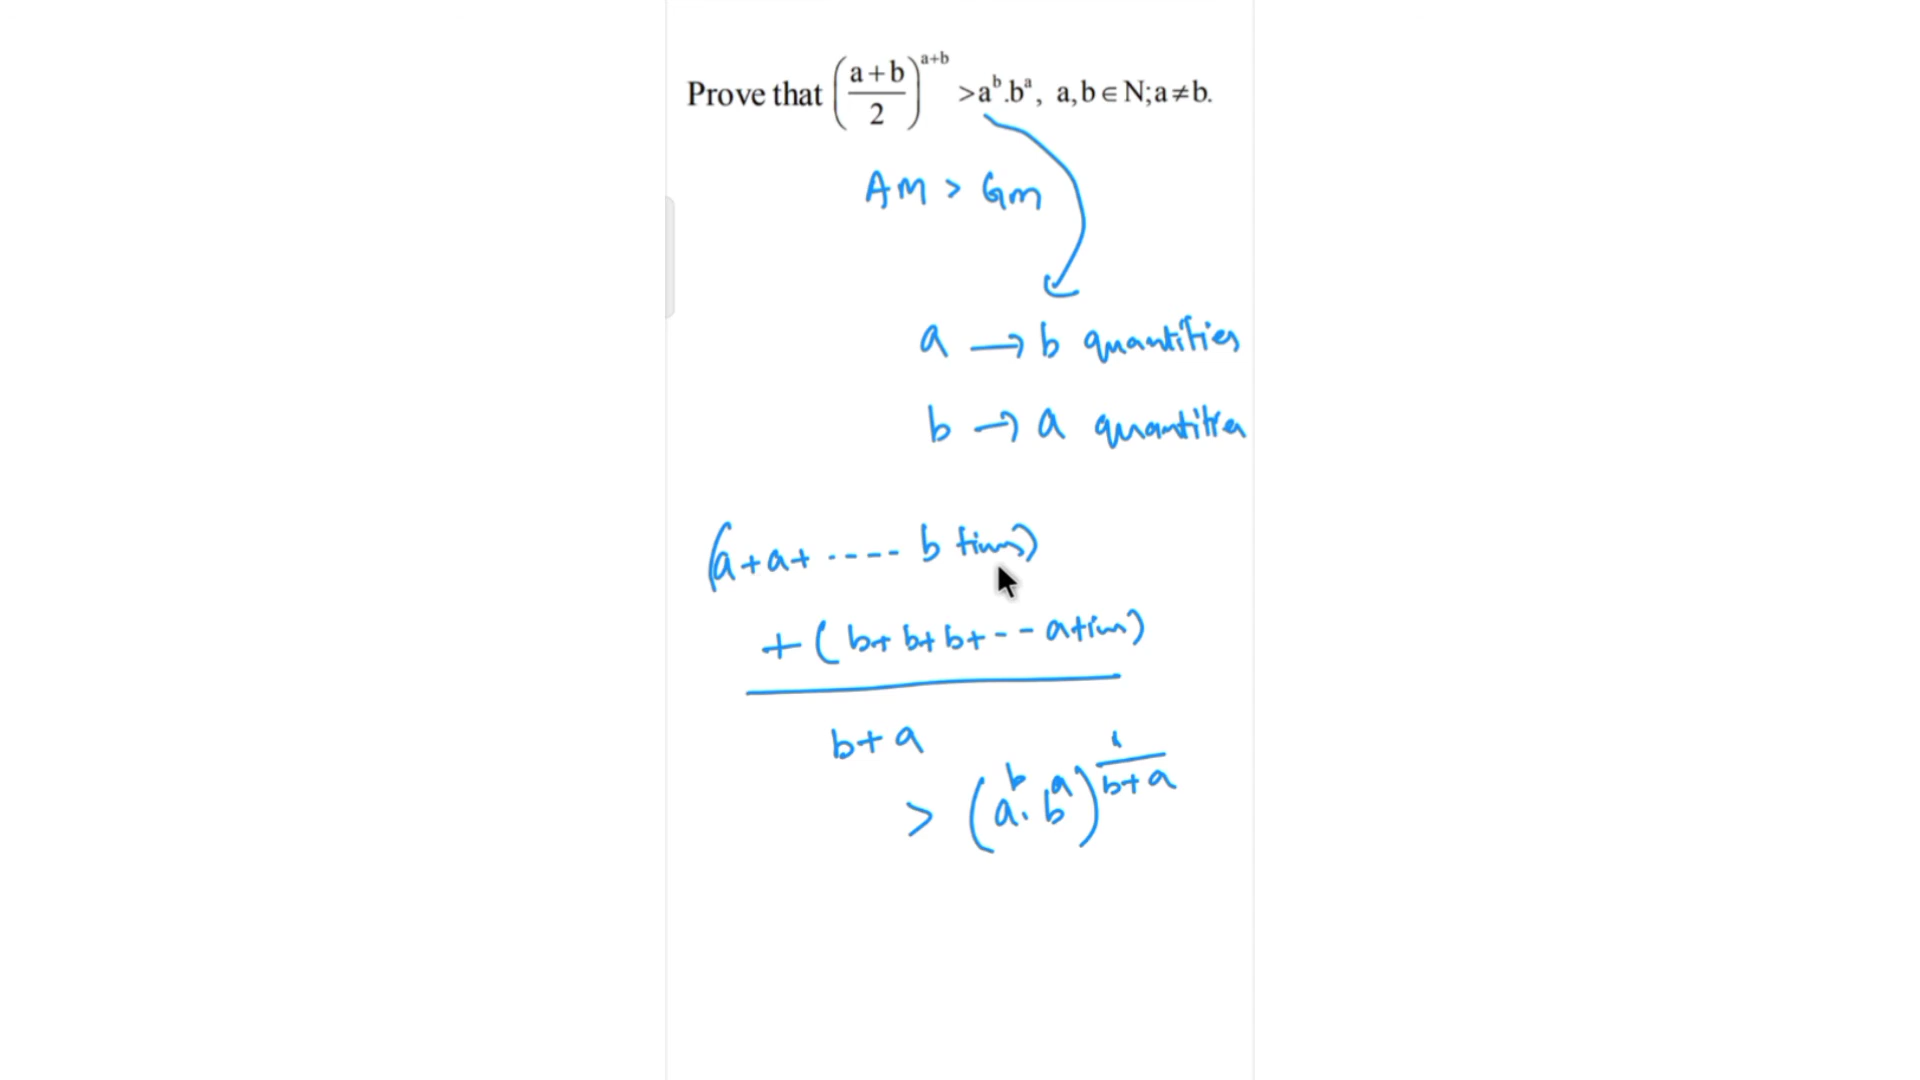 Prove that (a+b/2)^(a+b) > a^b.b^a, a,b∈N;a≠b.
AM > GM
a → b quantities
b → a quantities
(a+a+ ---- b times)
+ (b+b+b+-- a times)
b+a
> (a^b . b^a)^(1/(b+a))